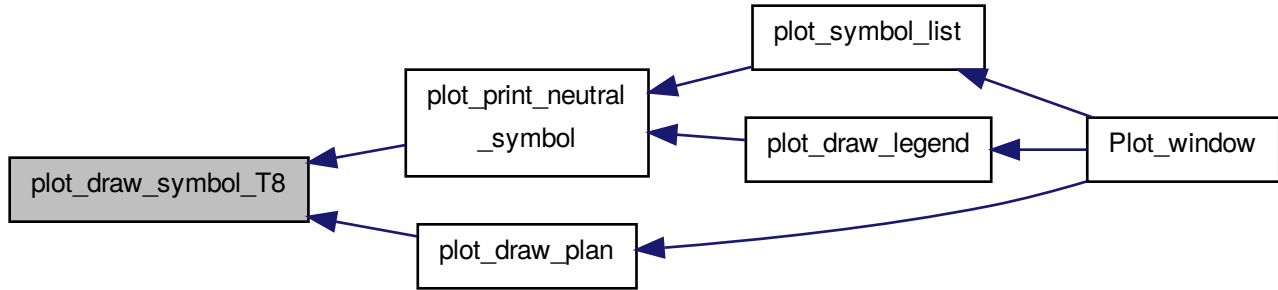 plot_symbol_list
plot_print_neutral
_symbol
plot_draw_legend
Plot_window
plot_draw_symbol_T8
plot_draw_plan